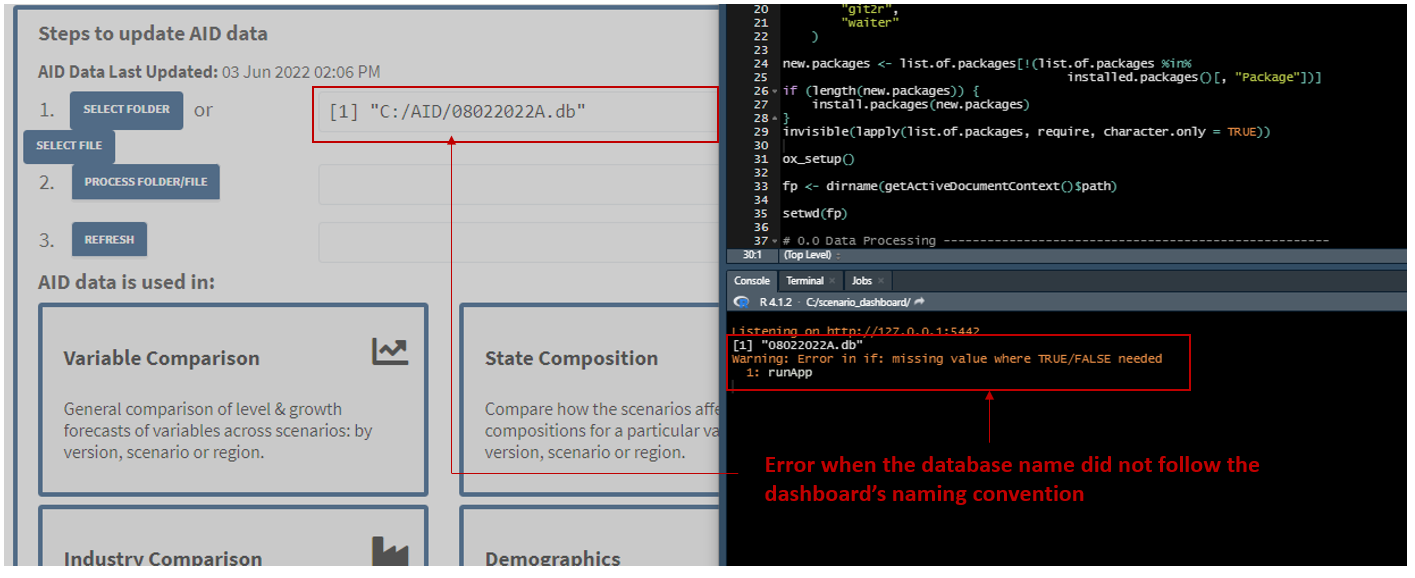 Steps to update AID data
AID Data Last Updated: 03 Jun 2022 02:06 PM
1. SELECT FOLDER or
[1] "C:/AID/08022022A.db"
SELECT FILE
2. PROCESS FOLDER/FILE
3. REFRESH
AID data is used in:
Variable Comparison
General comparison of level & growth
forecasts of variables across scenarios: by
version, scenario or region.
State Composition
Compare how the scenarios affe
compositions for a particular va
version, scenario or region.
Industry Comparison
Demographics
20 "git2r",
21 "waiter"
22 )
23
24 new.packages <- list.of.packages[!(list.of.packages %in%
25 installed.packages()[, "Package"])]
26 if (length(new.packages)) {
27 install.packages(new.packages)
28 }
29 invisible(lapply(list.of.packages, require, character.only = TRUE))
30
31 ox_setup()
32
33 fp <- dirname(getActiveDocumentContext()$path)
34
35 setwd(fp)
36
37 # 0.0 Data Processing ------------------------------------------------------
30:1 (Top Level)
Console Terminal Jobs
R 4.1.2 · C:/scenario_dashboard/
Listening on http://127.0.0.1:5442
[1] "08022022A.db"
Warning: Error in if: missing value where TRUE/FALSE needed
1: runApp
Error when the database name did not follow the
dashboard's naming convention